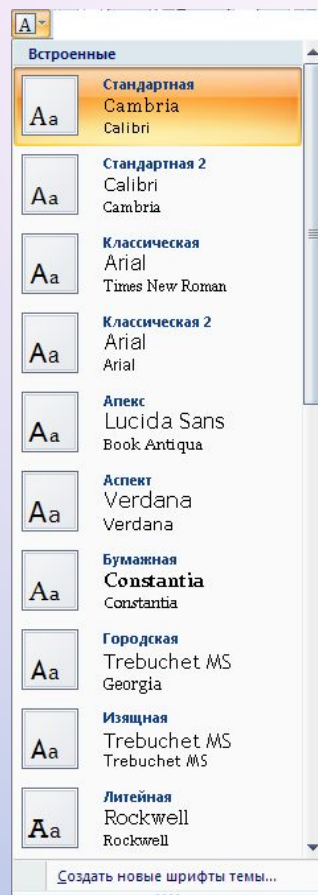 A
Встроенные
Aa
Стандартная
Cambria
Calibri
Aa
Стандартная 2
Calibri
Cambria
Aa
Классическая
Arial
Times New Roman
Aa
Классическая 2
Arial
Arial
Aa
Апекс
Lucida Sans
Book Antiqua
Aa
Аспект
Verdana
Verdana
Aa
Бумажная
Constantia
Constantia
Aa
Городская
Trebuchet MS
Georgia
Aa
Изящная
Trebuchet MS
Trebuchet MS
Aa
Литейная
Rockwell
Rockwell
Создать новые шрифты темы...